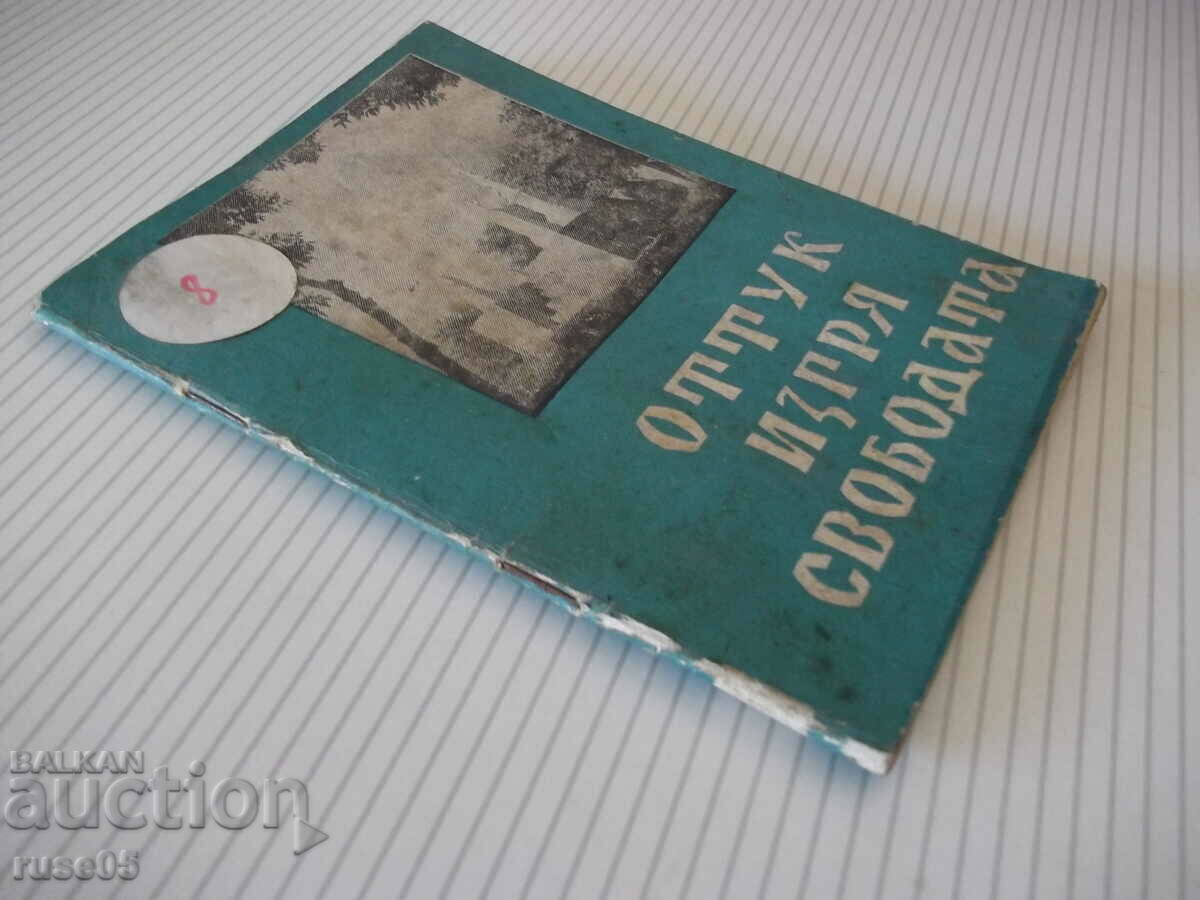 8
ОТТУК
ИЗГРЯ
СВОБОДАТА
BALKAN
auction
ruse05